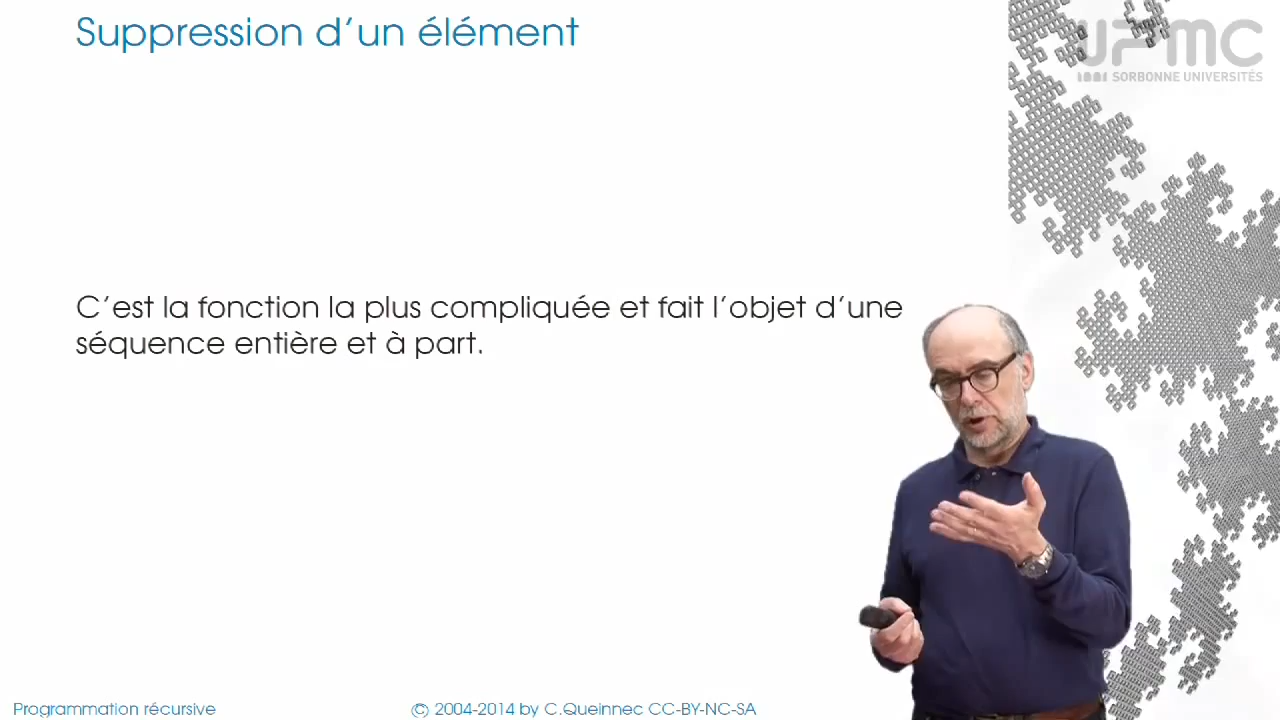 Suppression d'un élément
UPMC
SORBONNE UNIVERSITÉS
C'est la fonction la plus compliquée et fait l'objet d'une
séquence entière et à part.
Programmation récursive
© 2004-2014 by C.Queinnec CC-BY-NC-SA